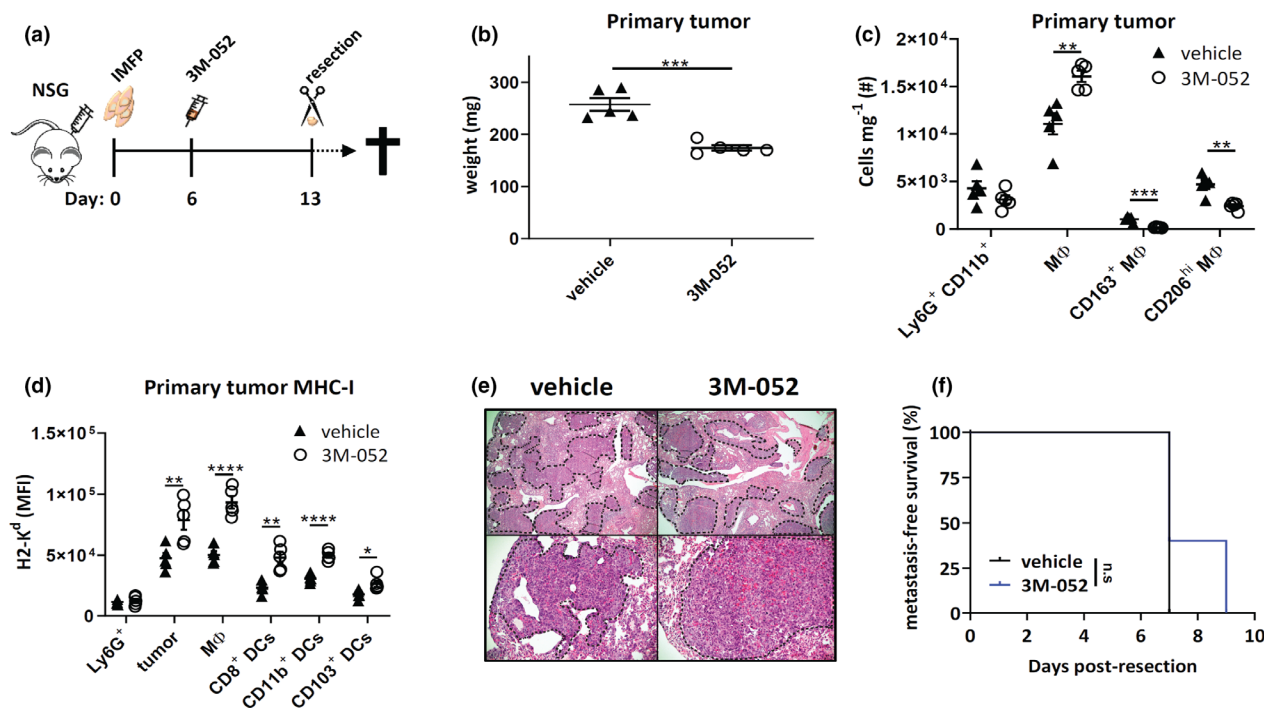 (a)
NSG
IMFP
3M-052
resection
Day: 0
6
13
(b)
Primary tumor
weight (mg)
300
200
100
0
vehicle
3M-052
***
(c)
Primary tumor
Cells mg⁻¹ (#)
2×10⁴
1.5×10⁴
1×10⁴
5×10³
0
vehicle
3M-052
**
***
**
Ly6G⁺ CD11b⁺
MΦ
CD163⁺ MΦ
CD206ʰⁱ MΦ
(d)
Primary tumor MHC-I
H2-Kᵈ (MFI)
1.5×10⁵
1×10⁵
5×10⁴
0
vehicle
3M-052
**
****
**
****
*
Ly6G⁺
tumor
MΦ
CD8⁺ DCs
CD11b⁺ DCs
CD103⁺ DCs
(e)
vehicle
3M-052
(f)
metastasis-free survival (%)
100
75
50
25
0
vehicle
3M-052
n.s
0
2
4
6
8
10
Days post-resection